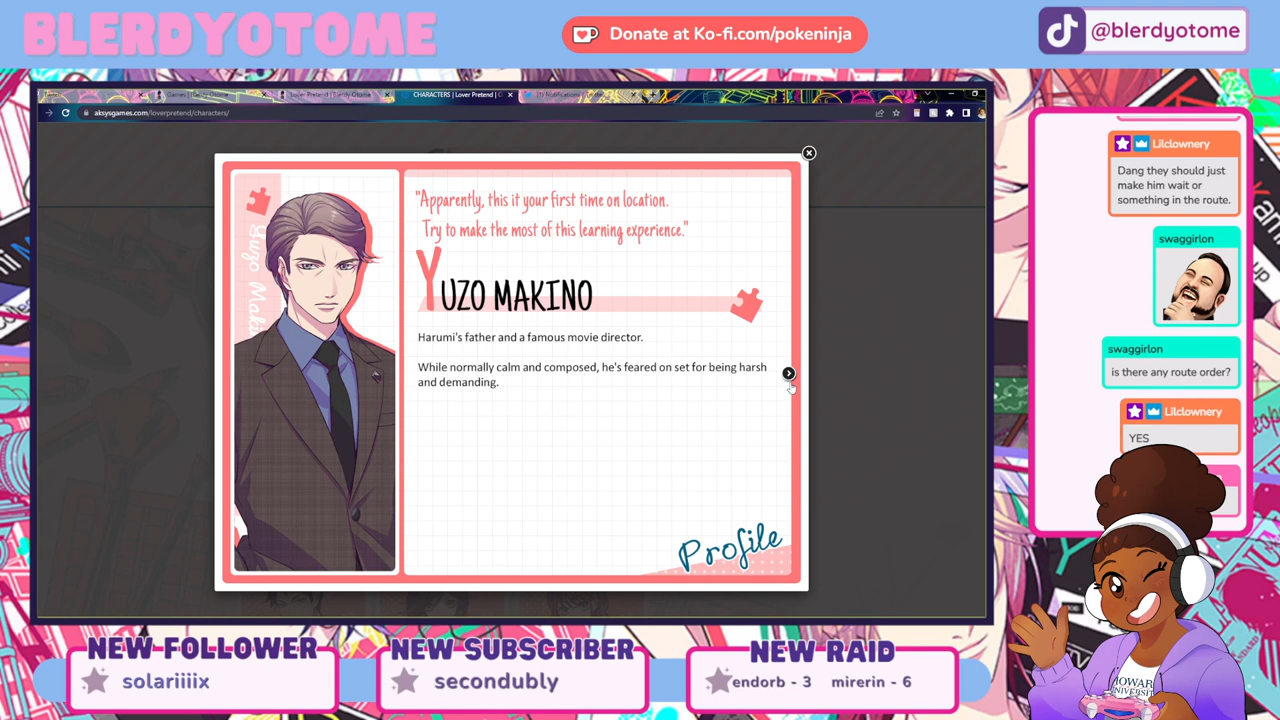 BLERDYOTOME
Donate at Ko-fi.com/pokeninja
@blerdyotome
CHARACTERS | Lover Pretend |
aksysgames.com/loverpretend/characters/
"Apparently, this it your first time on location.
Try to make the most of this learning experience."
YUZO MAKINO
Harumi's father and a famous movie director.
While normally calm and composed, he's feared on set for being harsh
and demanding.
Profile
Lilclownery
Dang they should just
make him wait or
something in the route.
swaggirlon
swaggirlon
is there any route order?
Lilclownery
YES
NEW FOLLOWER
solariiiix
NEW SUBSCRIBER
secondubly
NEW RAID
endorb - 3 mirerin - 6